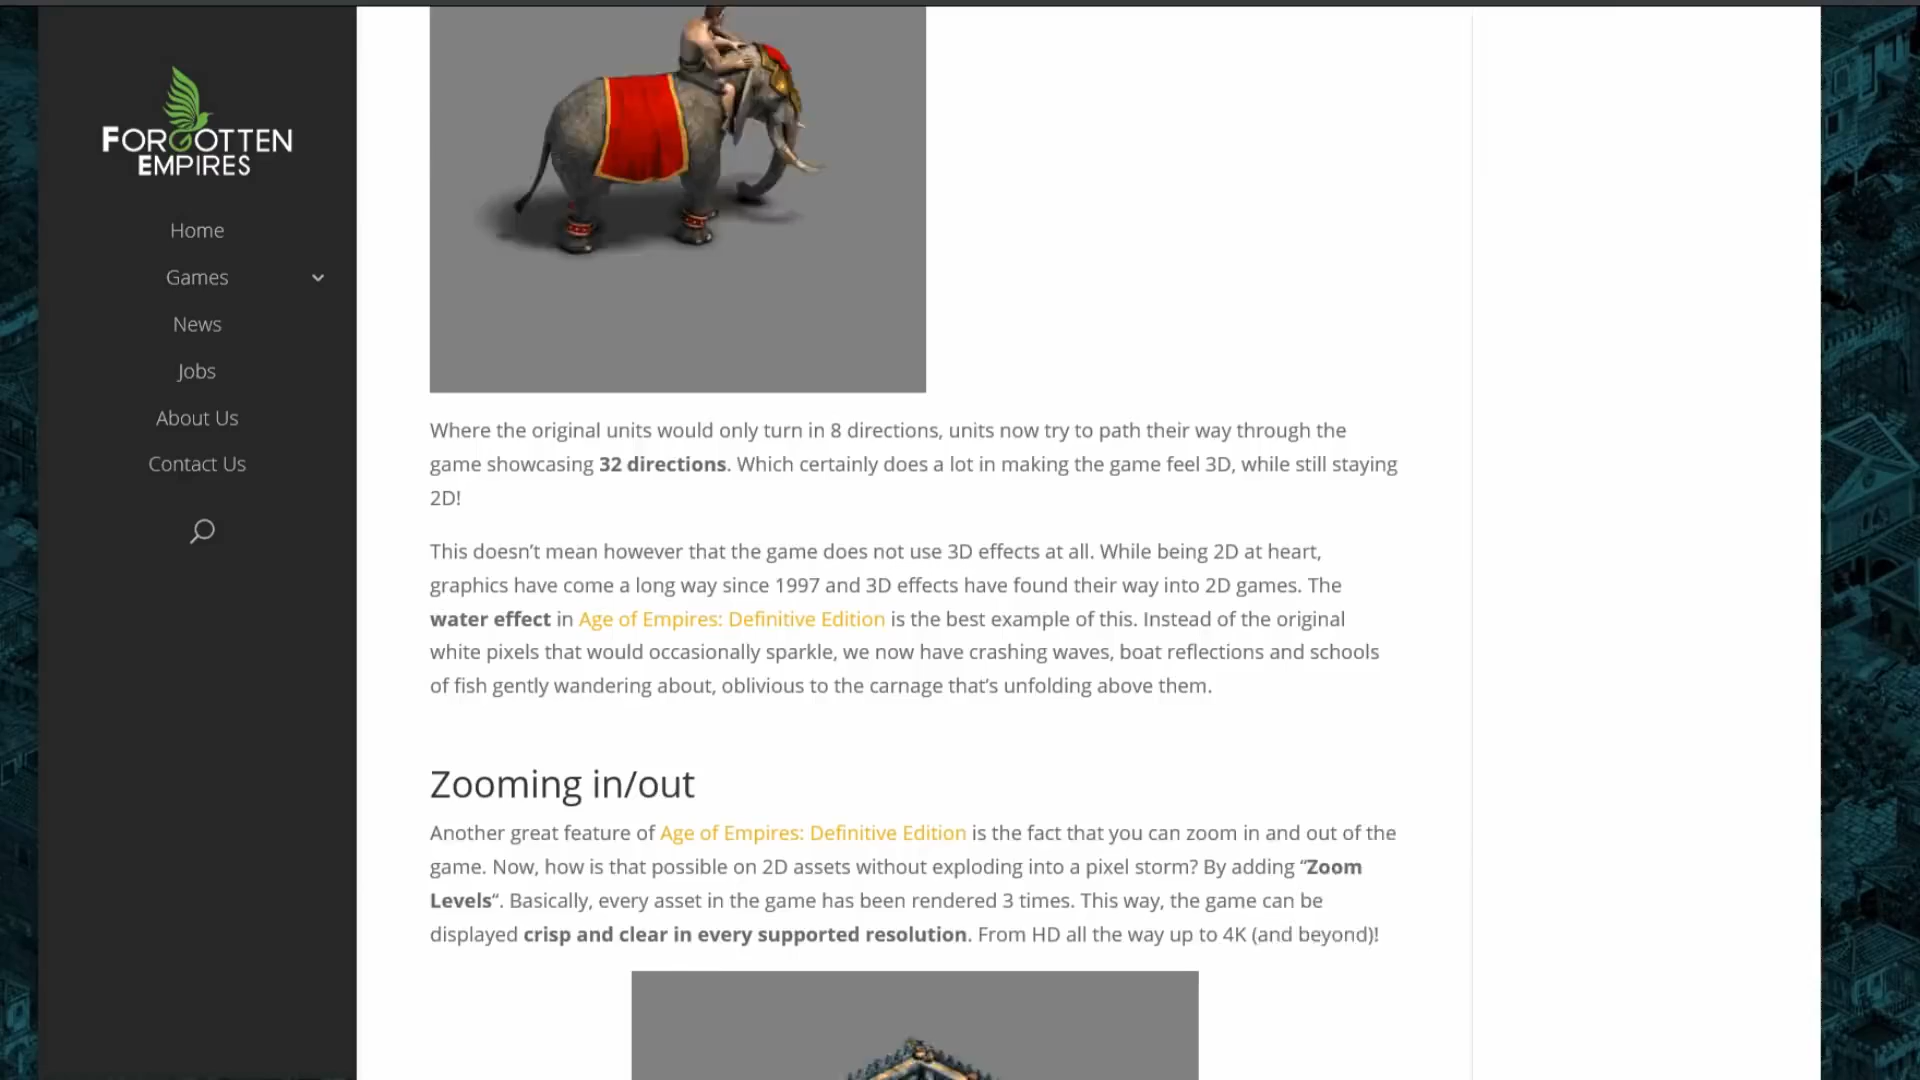 FORGOTTEN
EMPIRES
Home
Games
News
Jobs
About Us
Contact Us
Where the original units would only turn in 8 directions, units now try to path their way through the
game showcasing 32 directions. Which certainly does a lot in making the game feel 3D, while still staying
2D!
This doesn’t mean however that the game does not use 3D effects at all. While being 2D at heart,
graphics have come a long way since 1997 and 3D effects have found their way into 2D games. The
water effect in Age of Empires: Definitive Edition is the best example of this. Instead of the original
white pixels that would occasionally sparkle, we now have crashing waves, boat reflections and schools
of fish gently wandering about, oblivious to the carnage that’s unfolding above them.
Zooming in/out
Another great feature of Age of Empires: Definitive Edition is the fact that you can zoom in and out of the
game. Now, how is that possible on 2D assets without exploding into a pixel storm? By adding “Zoom
Levels“. Basically, every asset in the game has been rendered 3 times. This way, the game can be
displayed crisp and clear in every supported resolution. From HD all the way up to 4K (and beyond)!